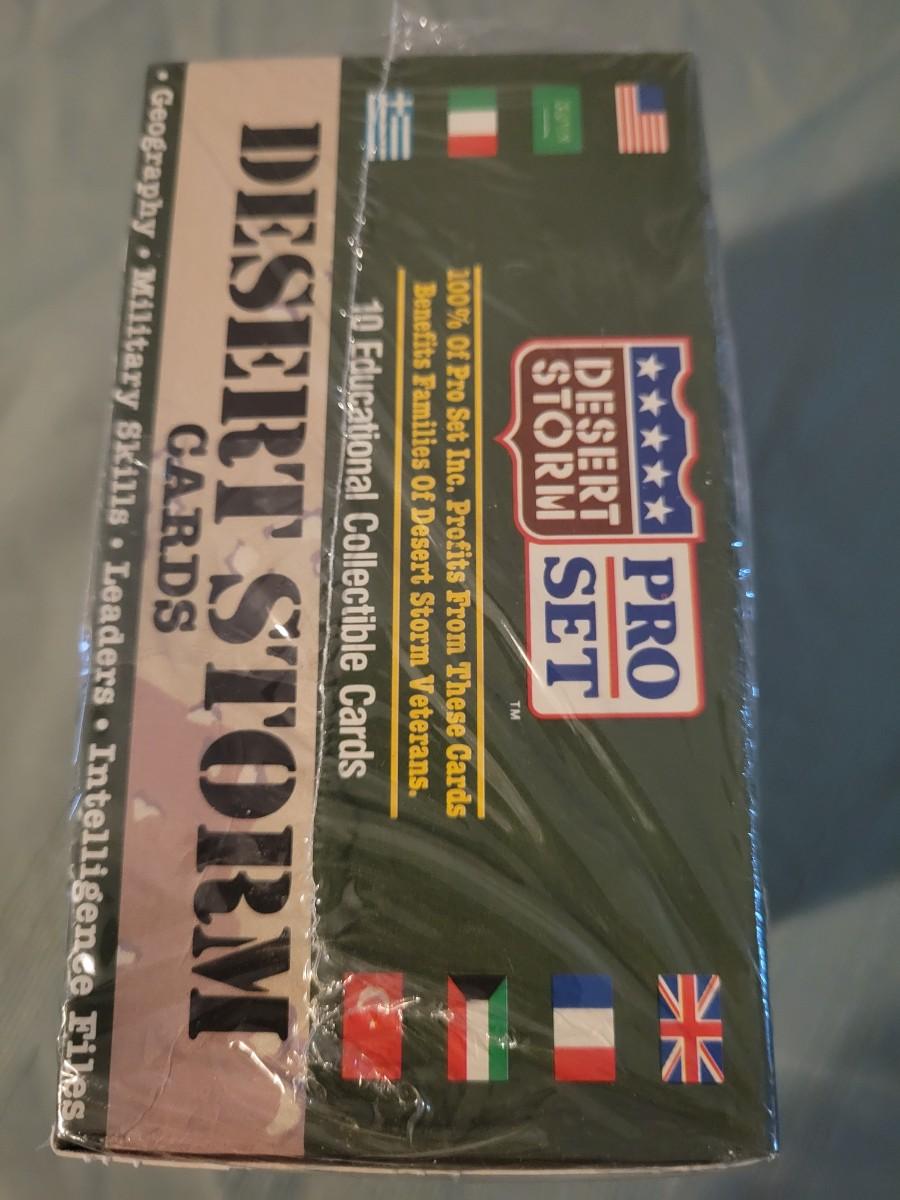 DESERT
STORM
PRO
SET
TM
100% Of Pro Set Inc. Profits From These Cards
Benefits Families Of Desert Storm Veterans.
10 Educational Collectible Cards
DESERT STORM
CARDS
• Geography • Military Skills • Leaders • Intelligence Files